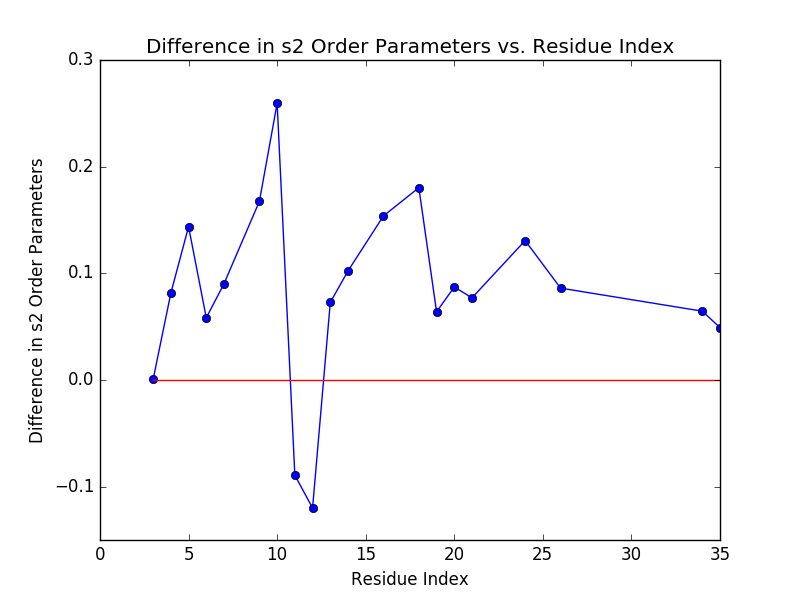 Difference in s2 Order Parameters vs. Residue Index
0.3
0.2
0.1
0.0
−0.1
Difference in s2 Order Parameters
0 5 10 15 20 25 30 35
Residue Index